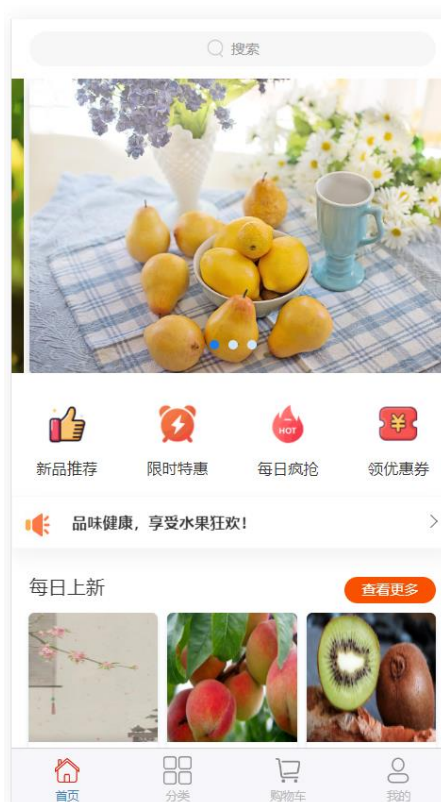 搜索
新品推荐 限时特惠 HOT 每日疯抢 领优惠券
品味健康，享受水果狂欢！
每日上新 查看更多
首页 分类 购物车 我的